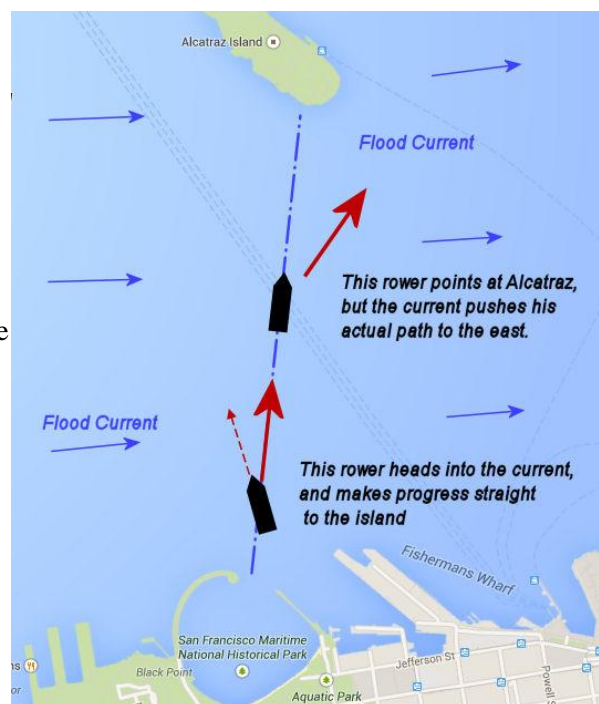 Alcatraz Island
Flood Current
This rower points at Alcatraz,
but the current pushes his
actual path to the east.
e
Flood Current
This rower heads into the current,
and makes progress straight
to the island
Fishermans Wharf
San Francisco Maritime
National Historical Park
Jefferson St
Black Point
Aquatic Park